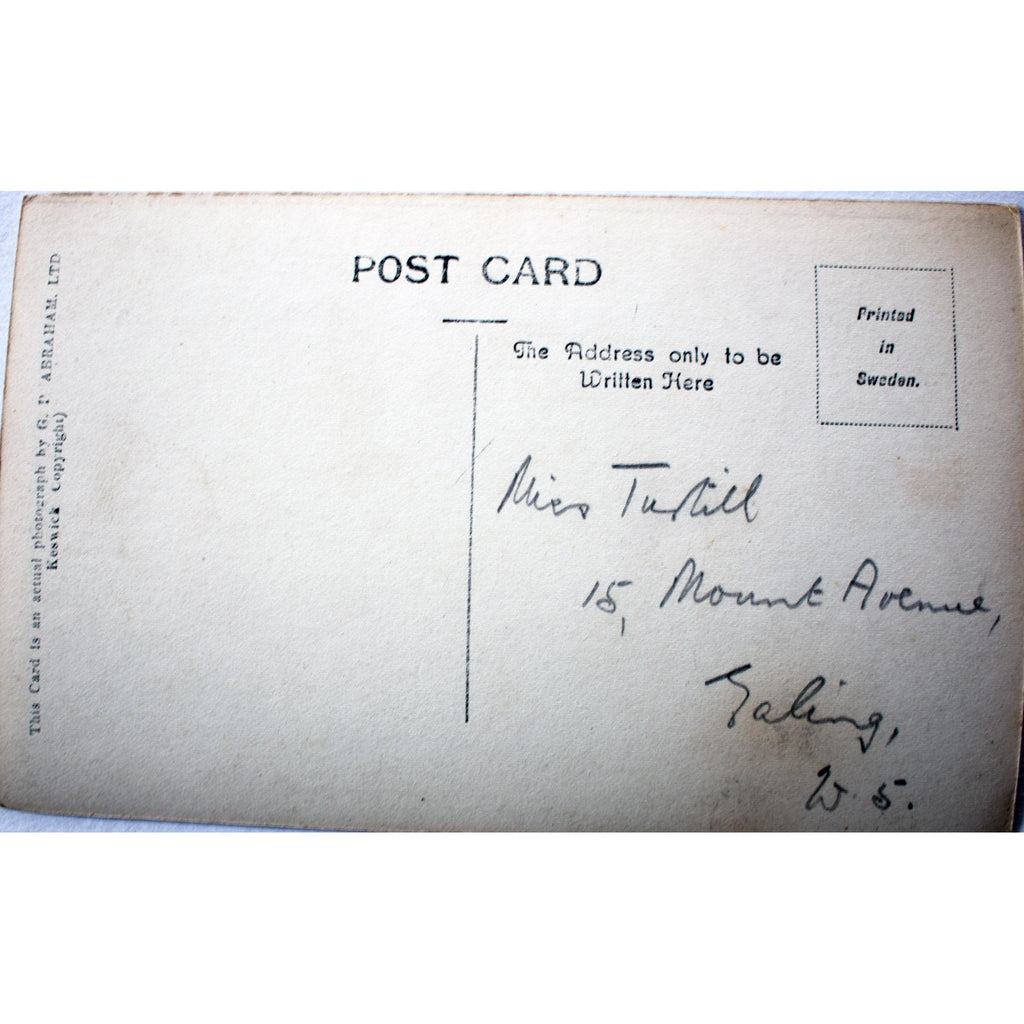 POST CARD
The Address only to be
Written Here
Printed
in
Sweden.
This Card is an actual photograph by G. P. ABRAHAM. LTD
Keswick Copyright)
Miss
15, Mount Avenue,
Ealing,
W. 5.